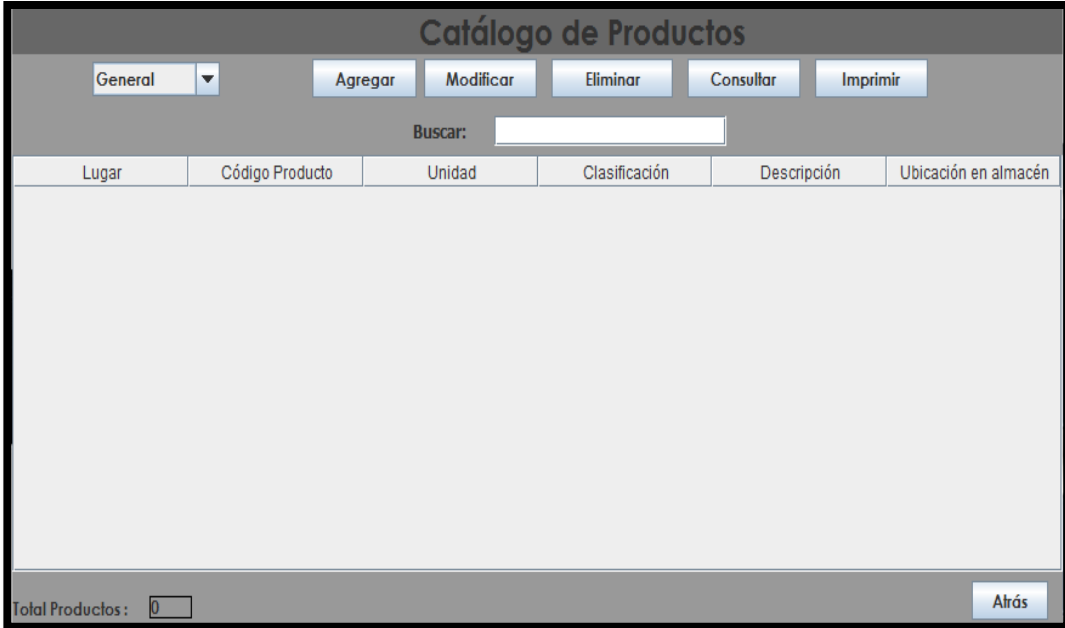 Catálogo de Productos
General Agregar Modificar Eliminar Consultar Imprimir
Buscar:
Lugar Código Producto Unidad Clasificación Descripción Ubicación en almacén
Total Productos : 0 Atrás